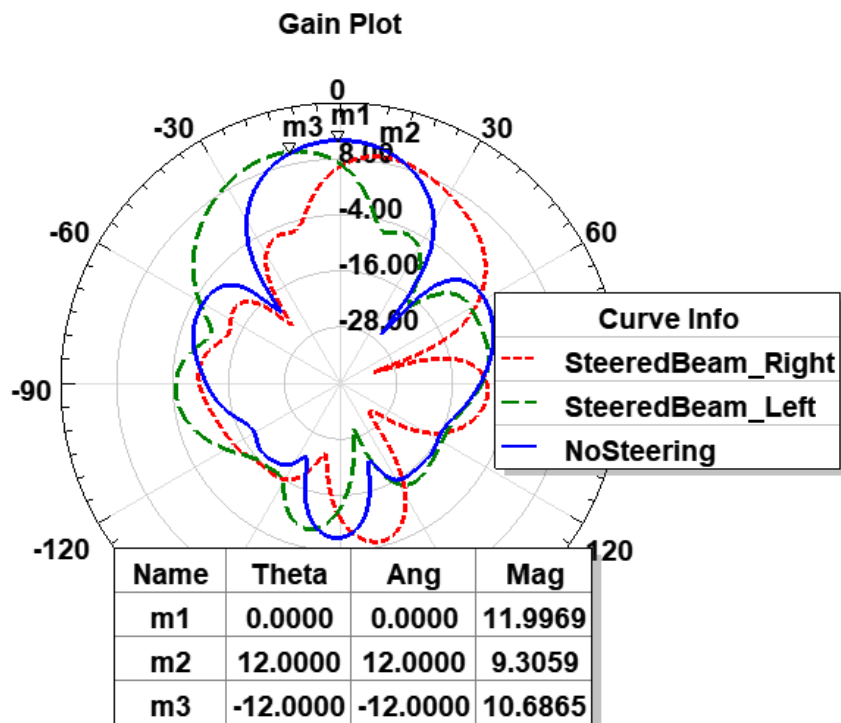 Gain Plot
0
-30
m3
m1
m2
30
8.00
-60
-4.00
60
-16.00
-28.00
-90
Curve Info
SteeredBeam_Right
SteeredBeam_Left
NoSteering
-120
120
Name Theta Ang Mag
m1 0.0000 0.0000 11.9969
m2 12.0000 12.0000 9.3059
m3 -12.0000 -12.0000 10.6865